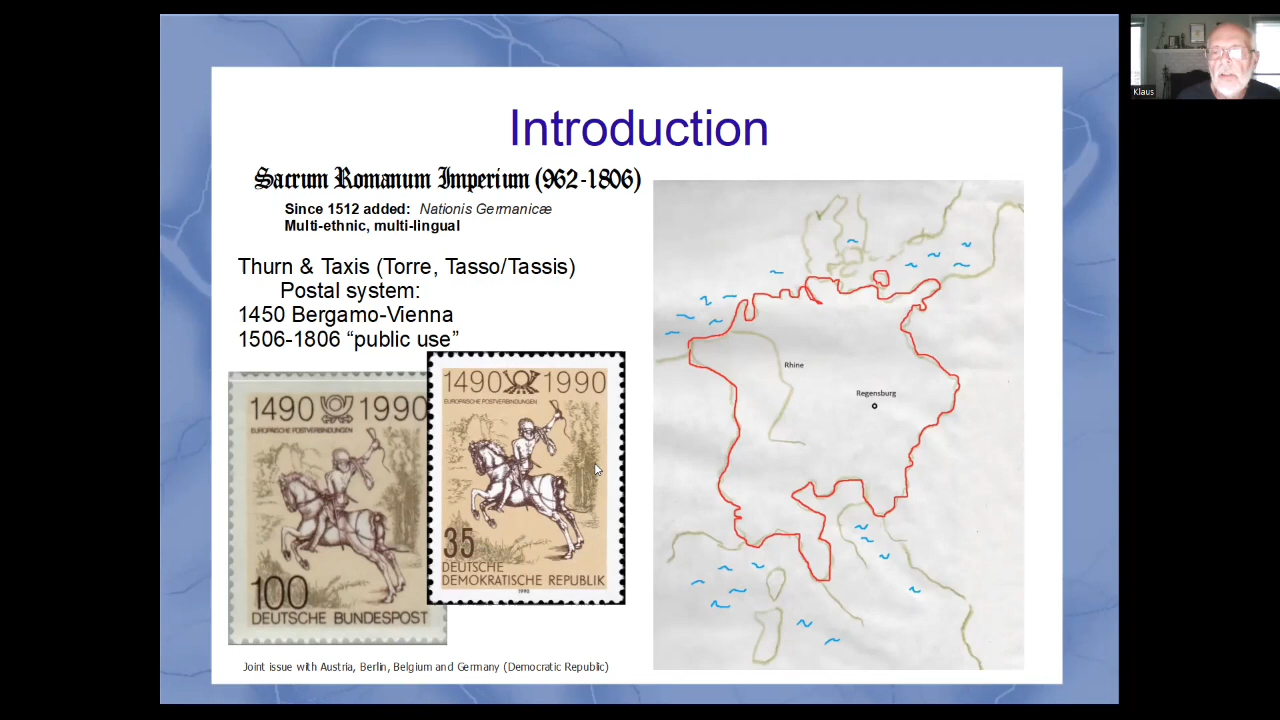 Introduction
Sacrum Romanum Imperium (962-1806)
Since 1512 added: Nationis Germanicæ
Multi-ethnic, multi-lingual
Thurn & Taxis (Torre, Tasso/Tassis)
Postal system:
1450 Bergamo-Vienna
1506-1806 “public use”
1490 1990
EUROPÄISCHE POSTVERBINDUNGEN
100
DEUTSCHE BUNDESPOST
1490 1990
EUROPÄISCHE POSTVERBINDUNGEN
35
DEUTSCHE
DEMOKRATISCHE REPUBLIK
1990
Joint issue with Austria, Berlin, Belgium and Germany (Democratic Republic)
Rhine
Regensburg
Klaus